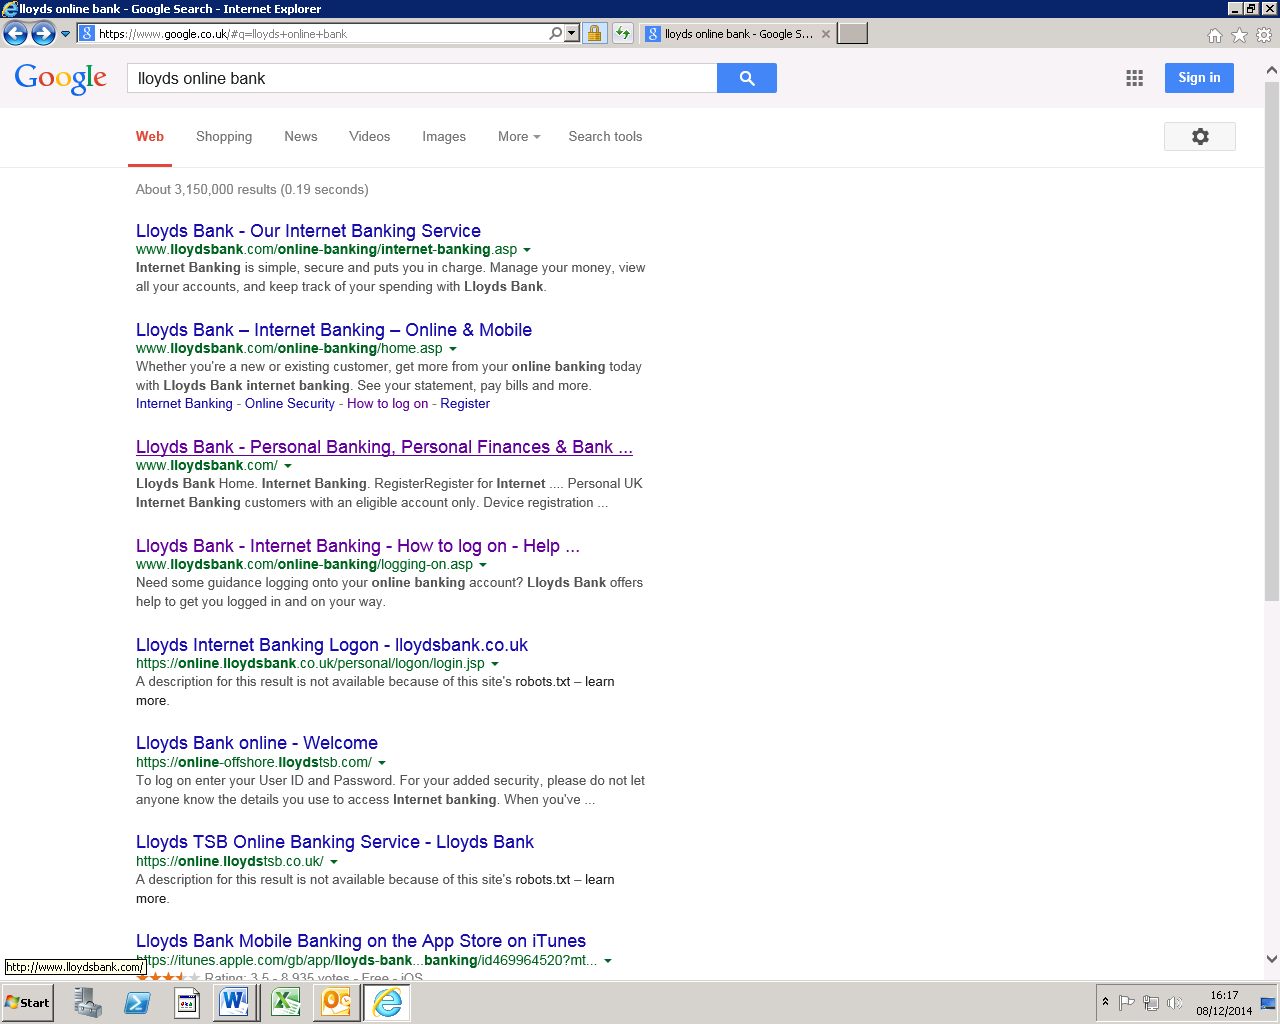 lloyds online bank - Google Search - Internet Explorer
https://www.google.co.uk/#q=lloyds+online+bank
lloyds online bank - Google S...
Google
lloyds online bank
Sign in
Web Shopping News Videos Images More Search tools
About 3,150,000 results (0.19 seconds)
Lloyds Bank - Our Internet Banking Service
www.lloydsbank.com/online-banking/internet-banking.asp
Internet Banking is simple, secure and puts you in charge. Manage your money, view
all your accounts, and keep track of your spending with Lloyds Bank.
Lloyds Bank – Internet Banking – Online & Mobile
www.lloydsbank.com/online-banking/home.asp
Whether you're a new or existing customer, get more from your online banking today
with Lloyds Bank internet banking. See your statement, pay bills and more.
Internet Banking - Online Security - How to log on - Register
Lloyds Bank - Personal Banking, Personal Finances & Bank ...
www.lloydsbank.com/
Lloyds Bank Home. Internet Banking. RegisterRegister for Internet .... Personal UK
Internet Banking customers with an eligible account only. Device registration ...
Lloyds Bank - Internet Banking - How to log on - Help ...
www.lloydsbank.com/online-banking/logging-on.asp
Need some guidance logging onto your online banking account? Lloyds Bank offers
help to get you logged in and on your way.
Lloyds Internet Banking Logon - lloydsbank.co.uk
https://online.lloydsbank.co.uk/personal/logon/login.jsp
A description for this result is not available because of this site's robots.txt – learn
more.
Lloyds Bank online - Welcome
https://online-offshore.lloydstsb.com/
To log on enter your User ID and Password. For your added security, please do not let
anyone know the details you use to access Internet banking. When you've ...
Lloyds TSB Online Banking Service - Lloyds Bank
https://online.lloydstsb.co.uk/
A description for this result is not available because of this site's robots.txt – learn
more.
Lloyds Bank Mobile Banking on the App Store on iTunes
https://itunes.apple.com/gb/app/lloyds-bank...banking/id469964520?mt...
http://www.lloydsbank.com/
Rating: 3.5 - 8,935 votes - Free - iOS
Start
16:17
08/12/2014